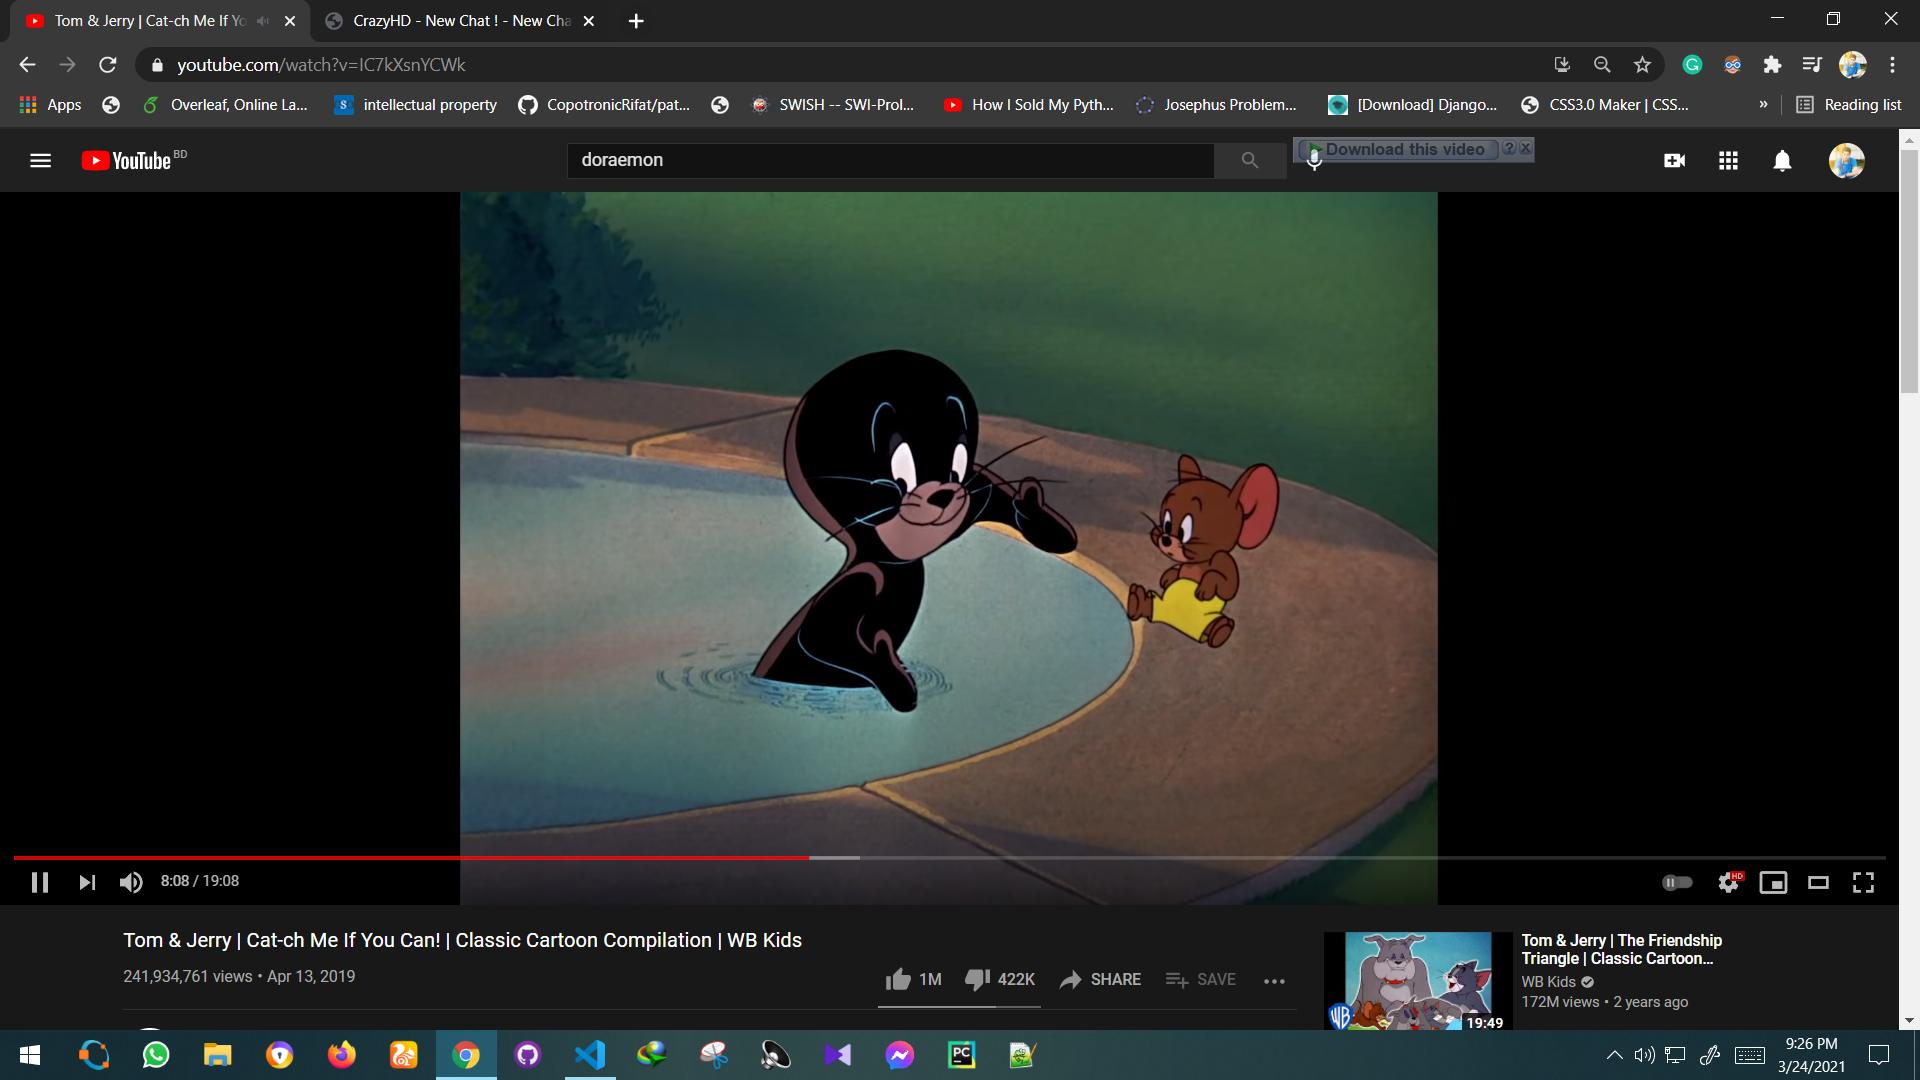 Tom & Jerry | Cat-ch Me If Yo
CrazyHD - New Chat ! - New Cha
youtube.com/watch?v=IC7kXsnYCWk
Apps
Overleaf, Online La...
S
intellectual property
CopotronicRifat/pat...
SWISH -- SWI-Prol...
How I Sold My Pyth...
Josephus Problem...
[Download] Django...
CSS3.0 Maker | CSS...
»
Reading list
YouTube BD
doraemon
Download this video ? X
8:08 / 19:08
HD
Tom & Jerry | Cat-ch Me If You Can! | Classic Cartoon Compilation | WB Kids
241,934,761 views • Apr 13, 2019
1M
422K
SHARE
SAVE
Tom & Jerry | The Friendship
Triangle | Classic Cartoon...
WB Kids
172M views • 2 years ago
WB
19:49
PC
9:26 PM
3/24/2021